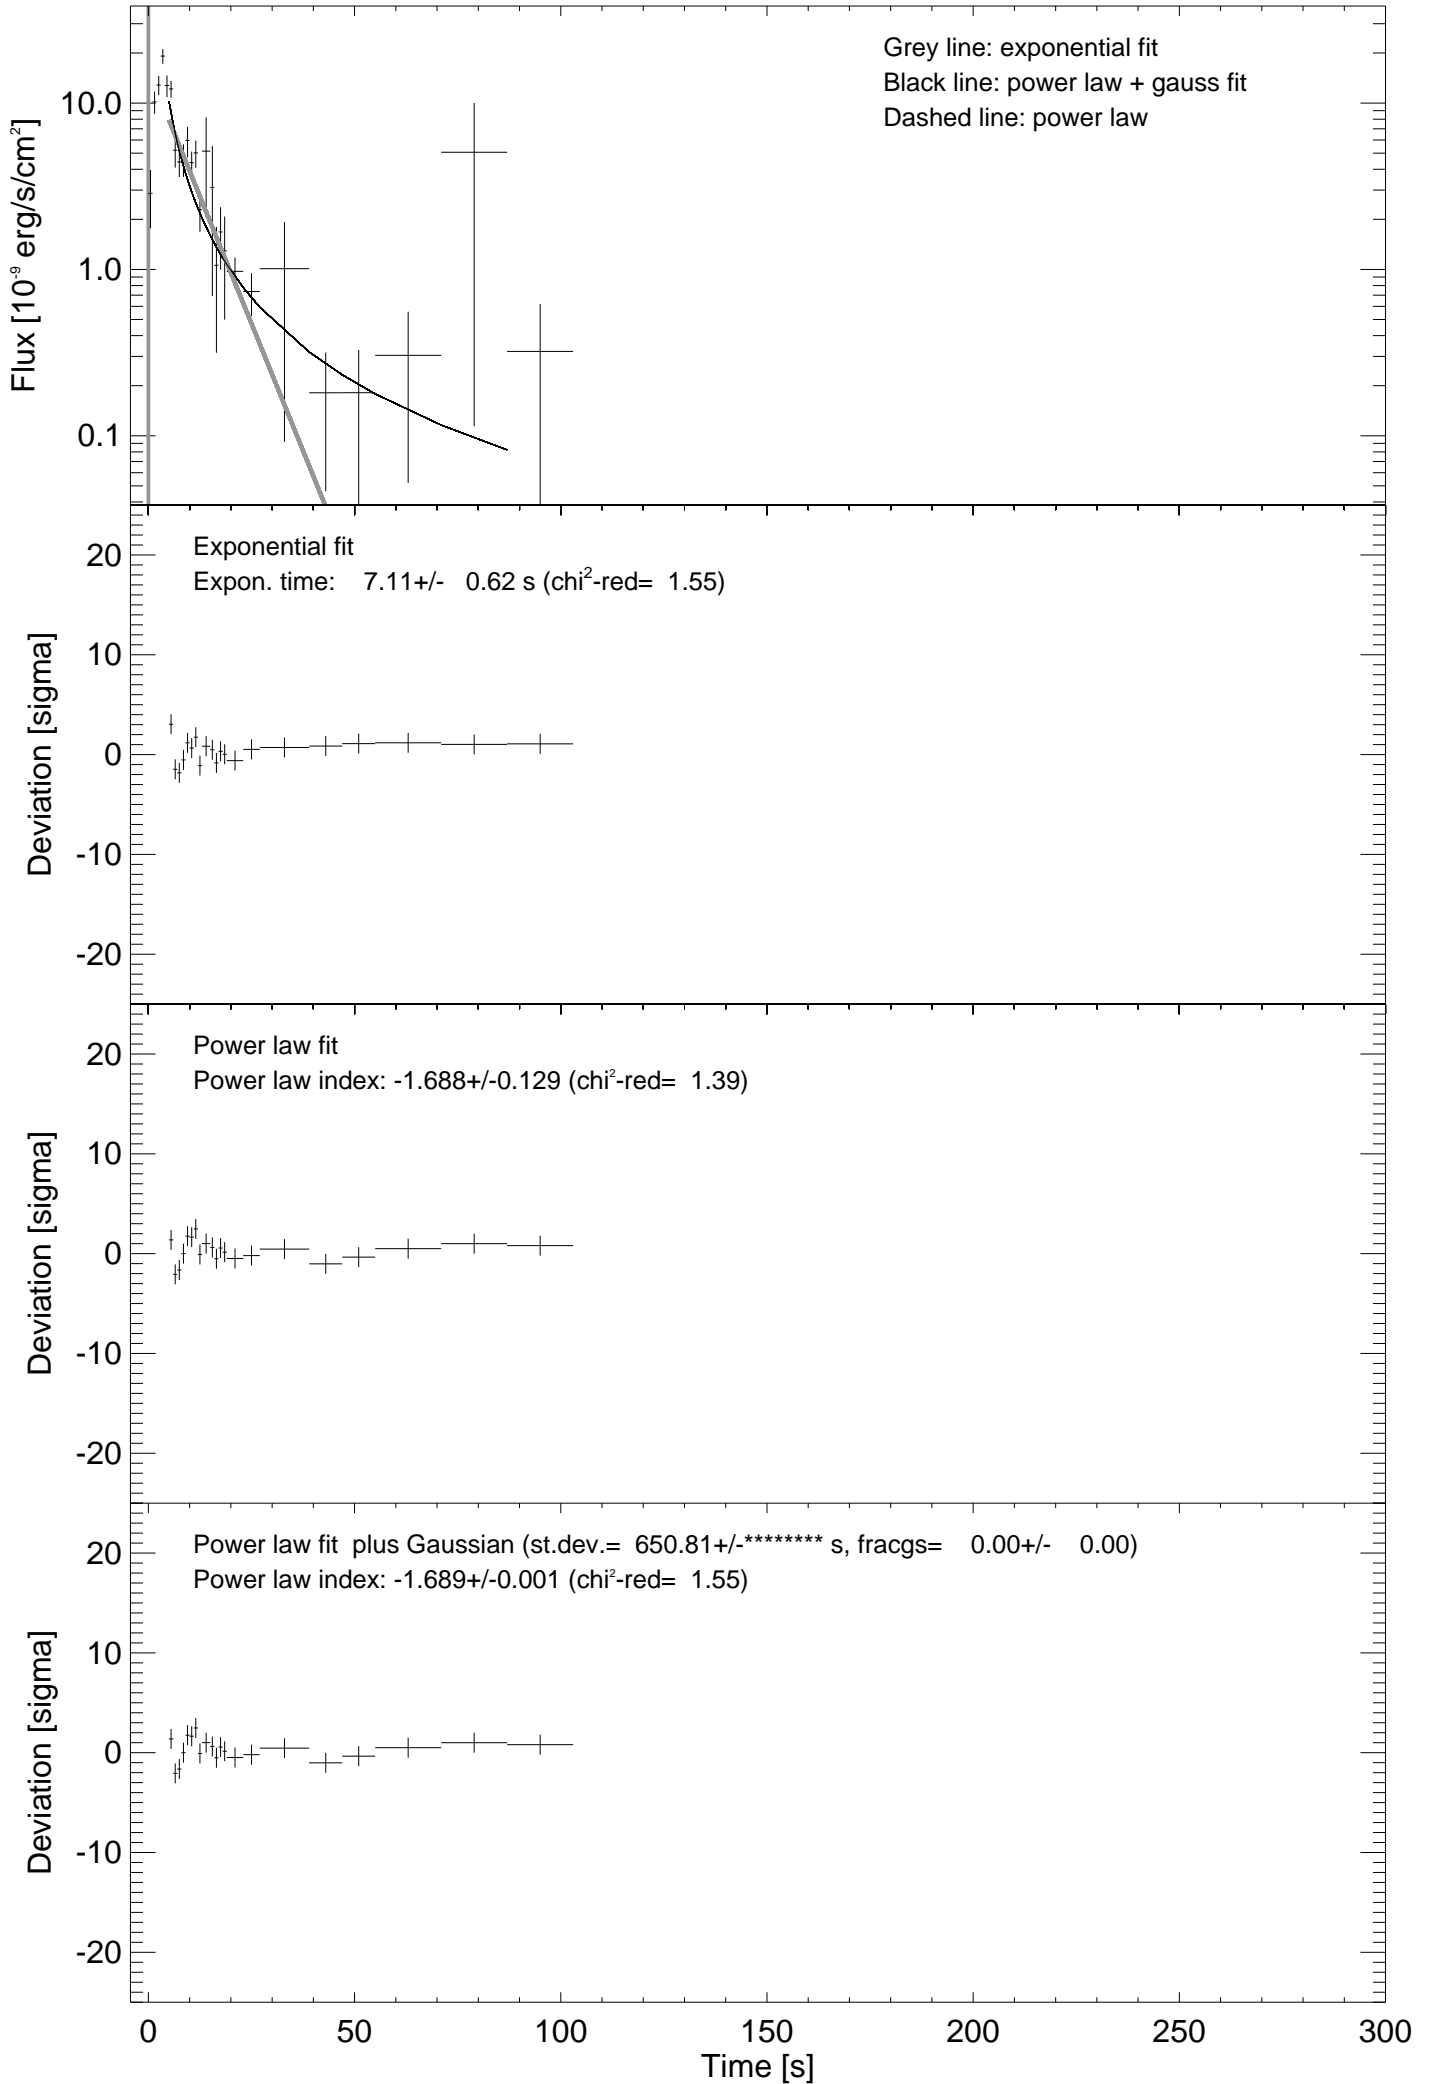 Grey line: exponential fit
Black line: power law + gauss fit
Dashed line: power law
10.0
1.0
0.1
Flux [10⁻⁹ erg/s/cm²]
Exponential fit
Expon. time: 7.11+/- 0.62 s (chi²-red= 1.55)
20
10
0
-10
-20
Deviation [sigma]
Power law fit
Power law index: -1.688+/-0.129 (chi²-red= 1.39)
20
10
0
-10
-20
Deviation [sigma]
Power law fit plus Gaussian (st.dev.= 650.81+/-******** s, fracgs= 0.00+/- 0.00)
Power law index: -1.689+/-0.001 (chi²-red= 1.55)
20
10
0
-10
-20
Deviation [sigma]
0 50 100 150 200 250 300
Time [s]